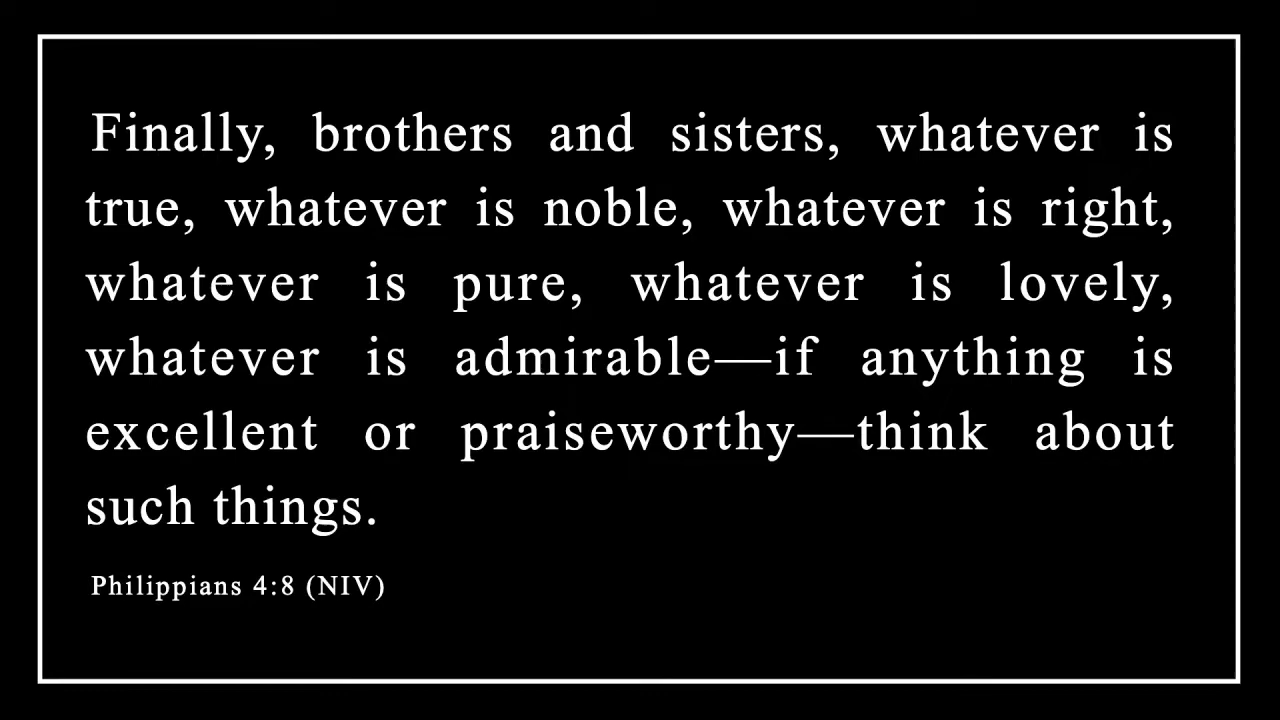 Finally, brothers and sisters, whatever is
true, whatever is noble, whatever is right,
whatever is pure, whatever is lovely,
whatever is admirable—if anything is
excellent or praiseworthy—think about
such things.
Philippians 4:8 (NIV)